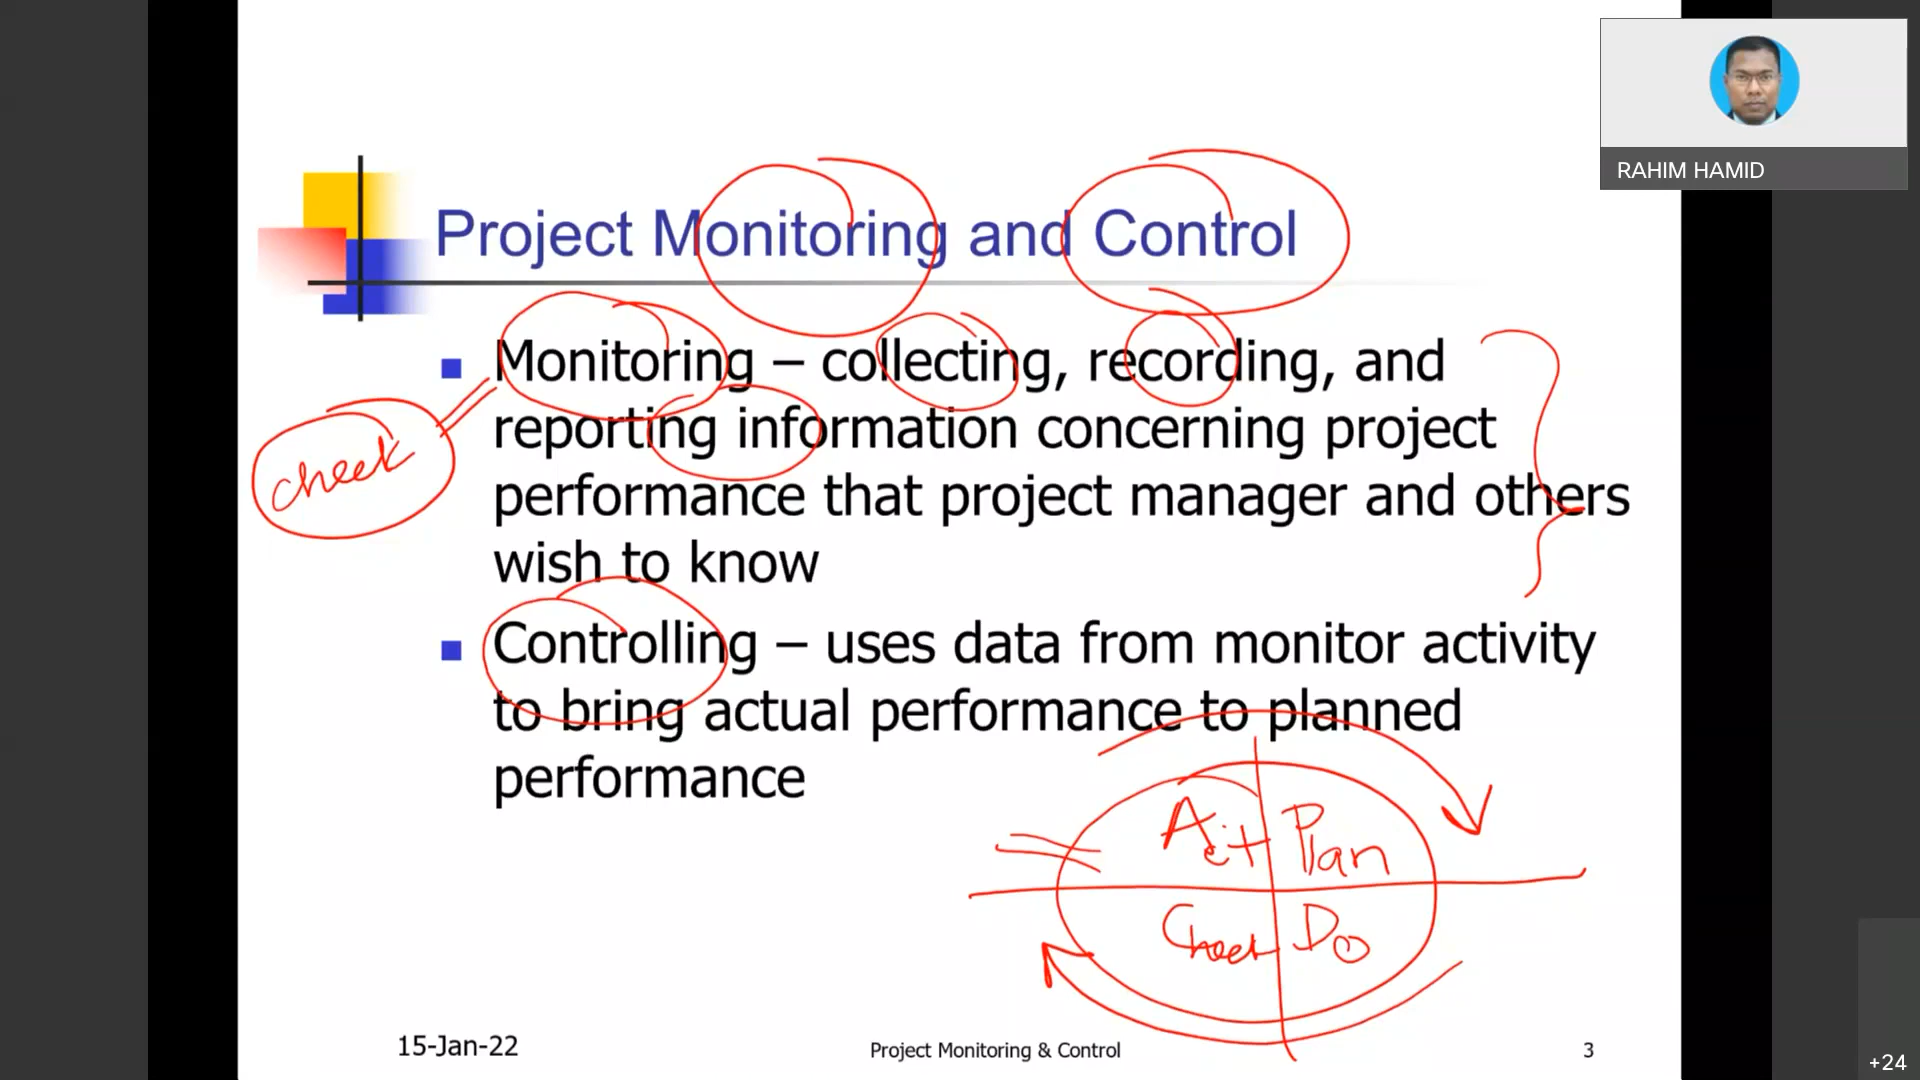 RAHIM HAMID
Project Monitoring and Control
Monitoring – collecting, recording, and
reporting information concerning project
performance that project manager and others
wish to know
check
Controlling – uses data from monitor activity
to bring actual performance to planned
performance
Act Plan
Check Do
15-Jan-22
Project Monitoring & Control
3
+24